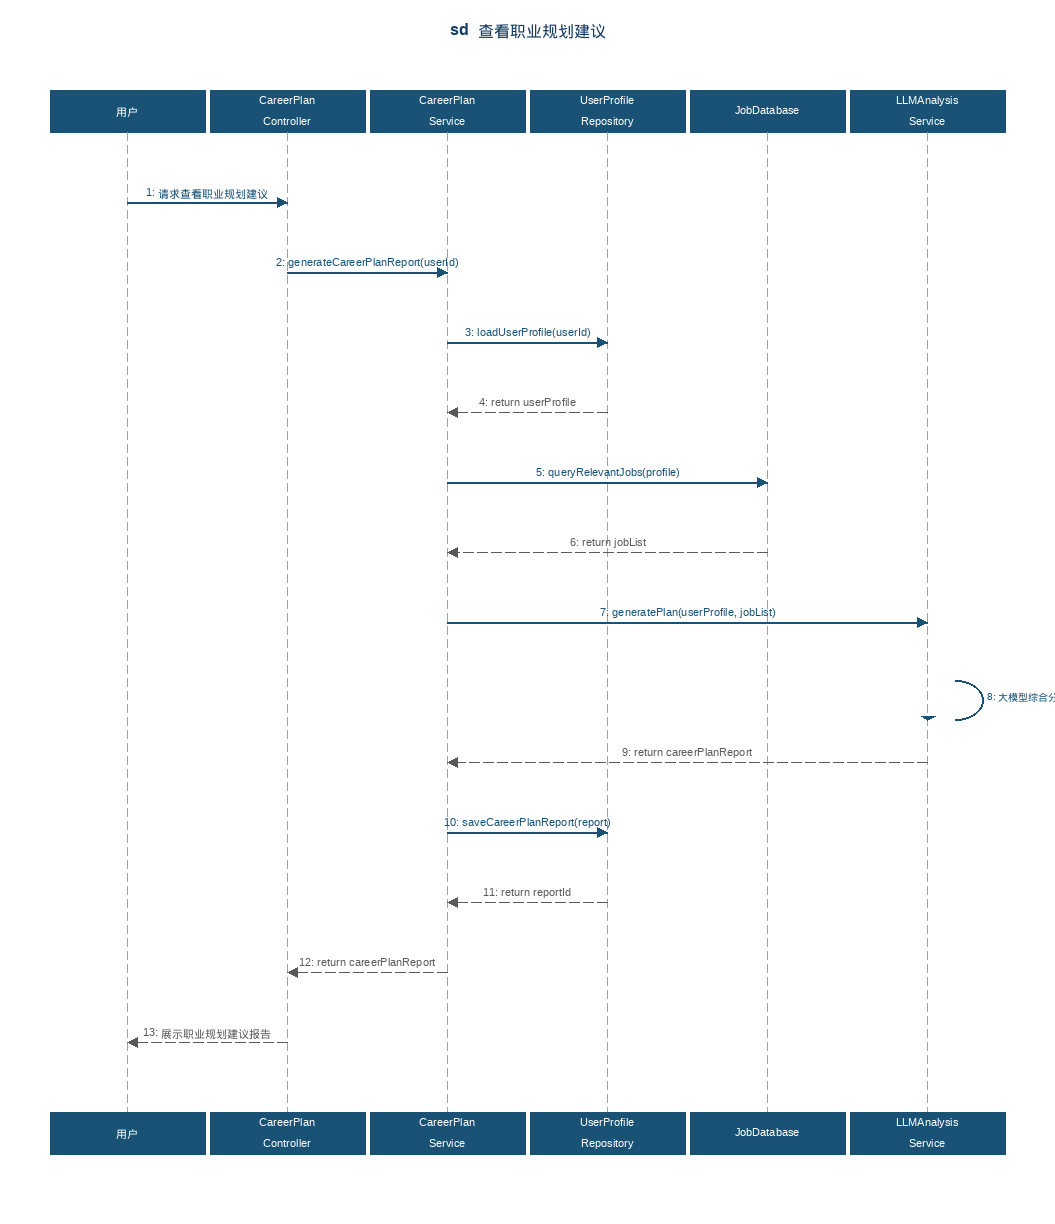 sd 查看职业规划建议
用户
CareerPlan
Controller
CareerPlan
Service
UserProfile
Repository
JobDatabase
LLMAnalysis
Service
1: 请求查看职业规划建议
2: generateCareerPlanReport(userId)
3: loadUserProfile(userId)
4: return userProfile
5: queryRelevantJobs(profile)
6: return jobList
7: generatePlan(userProfile, jobList)
8: 大模型综合分
9: return careerPlanReport
10: saveCareerPlanReport(report)
11: return reportId
12: return careerPlanReport
13: 展示职业规划建议报告
用户
CareerPlan
Controller
CareerPlan
Service
UserProfile
Repository
JobDatabase
LLMAnalysis
Service